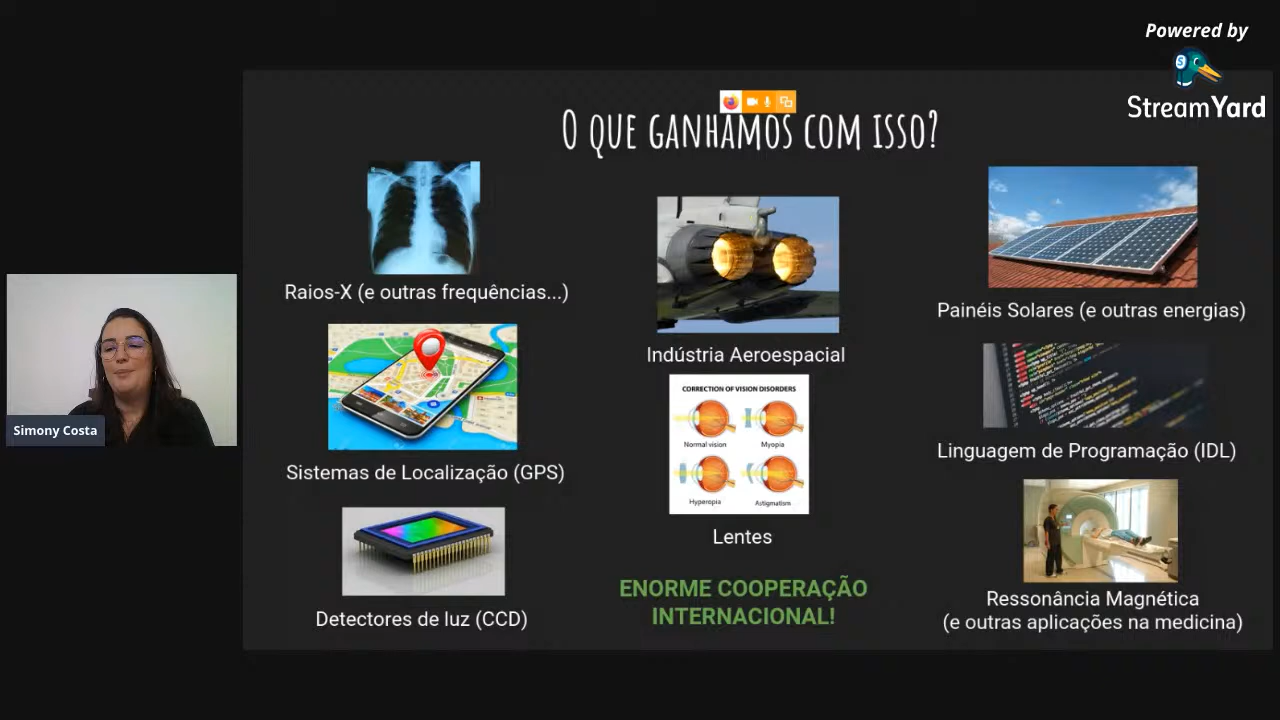 Powered by
StreamYard
O QUE GANHAMOS COM ISSO?
Raios-X (e outras frequências...)
Sistemas de Localização (GPS)
Detectores de luz (CCD)
Indústria Aeroespacial
CORRECTION OF VISION DISORDERS
Normal vision
Myopia
Hyperopia
Astigmatism
Lentes
ENORME COOPERAÇÃO
INTERNACIONAL!
Painéis Solares (e outras energias)
Linguagem de Programação (IDL)
Ressonância Magnética
(e outras aplicações na medicina)
Simony Costa